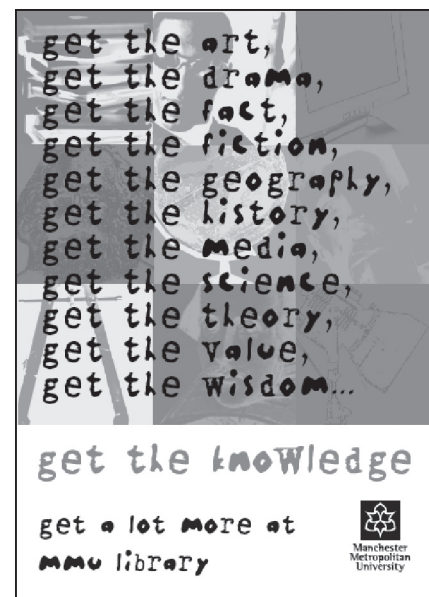 get the art,
get the drama,
get the fact,
get the fiction,
get the geography,
get the history,
get the media,
get the science,
get the theory,
get the value,
get the wisdom...
get the knoWledge
get a lot more at
mmu library
Manchester
Metropolitan
University